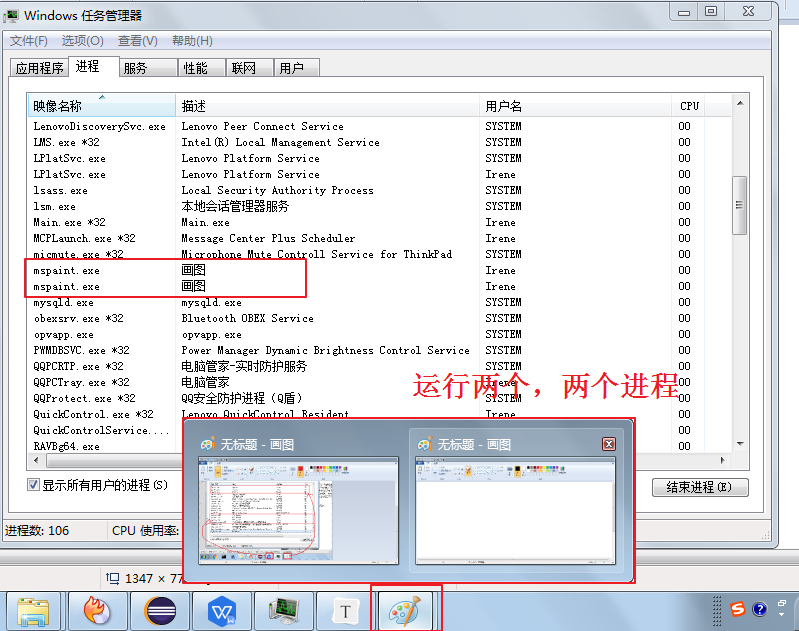 Windows 任务管理器
文件(F) 选项(O) 查看(V) 帮助(H)
应用程序 进程 服务 性能 联网 用户
映像名称 描述 用户名 CPU
LenovoDiscoverySvc.exe Lenovo Peer Connect Service SYSTEM 00
LMS.exe *32 Intel(R) Local Management Service SYSTEM 00
LPlatSvc.exe Lenovo Platform Service SYSTEM 00
LPlatSvc.exe Lenovo Platform Service Irene 00
lsass.exe Local Security Authority Process SYSTEM 00
lsm.exe 本地会话管理器服务 SYSTEM 00
Main.exe *32 Main.exe Irene 00
MCPLaunch.exe *32 Message Center Plus Scheduler Irene 00
micmute.exe *32 Microphone Mute Controll Service for ThinkPad SYSTEM 00
mspaint.exe 画图 Irene 00
mspaint.exe 画图 Irene 00
mysqld.exe mysqld.exe SYSTEM 00
obexsrv.exe *32 Bluetooth OBEX Service SYSTEM 00
opvapp.exe opvapp.exe SYSTEM 00
PWMDBSVC.exe *32 Power Manager Dynamic Brightness Control Service SYSTEM 00
QQPCRTP.exe *32 电脑管家-实时防护服务 SYSTEM 00
QQPCTray.exe *32 电脑管家 00
QQProtect.exe *32 QQ安全防护进程（Q盾） SYSTEM 00
运行两个，两个进程
QuickControl.exe *32 Lenovo QuickControl Resident Irene 00
QuickControlService.... 00
RAVBg64.exe 00
无标题 - 画图 无标题 - 画图
显示所有用户的进程(S) 结束进程(E)
进程数: 106 CPU 使用率:
1347 × 77
W T S ?